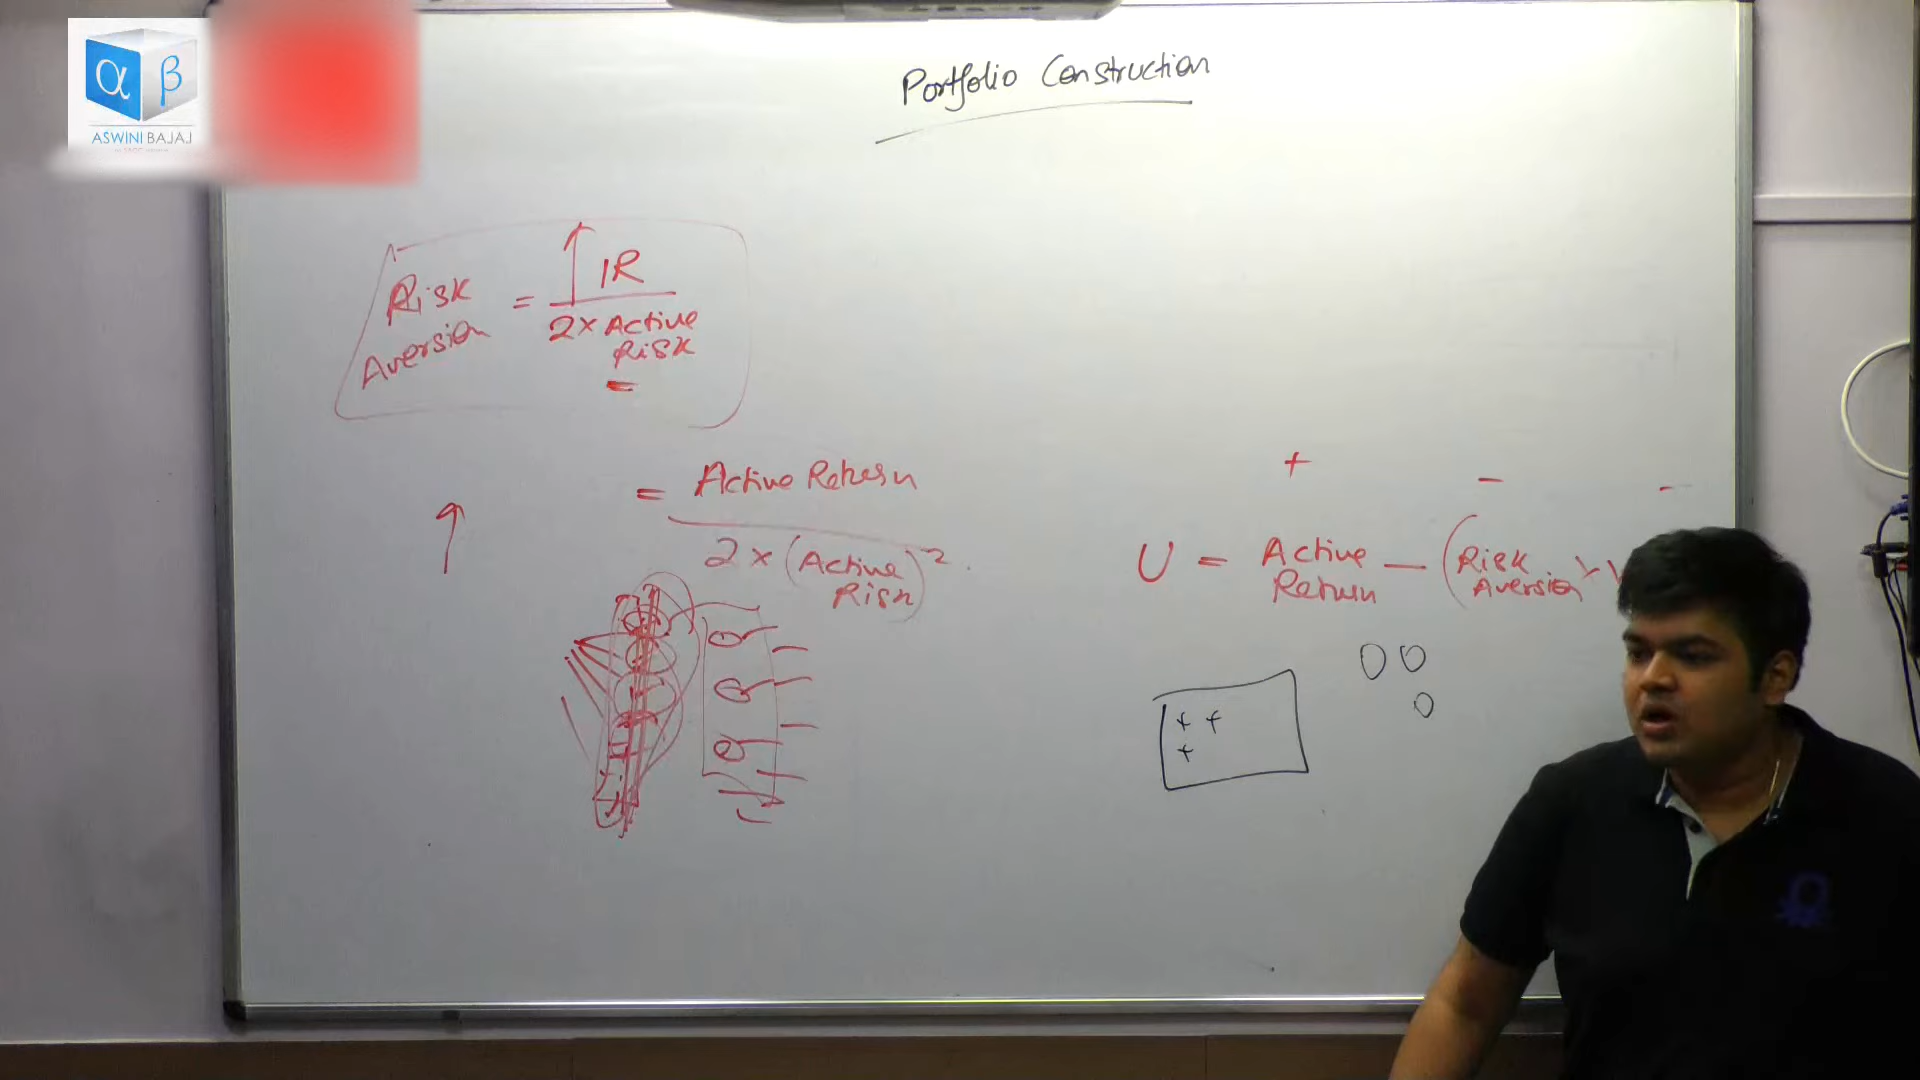 α β
ASWINI BAJAJ
Portfolio Construction
Risk Aversion = IR
2 × Active Risk
= Active Return
2 × (Active Risk)²
+ - -
U = Active Return - (Risk Aversion ×